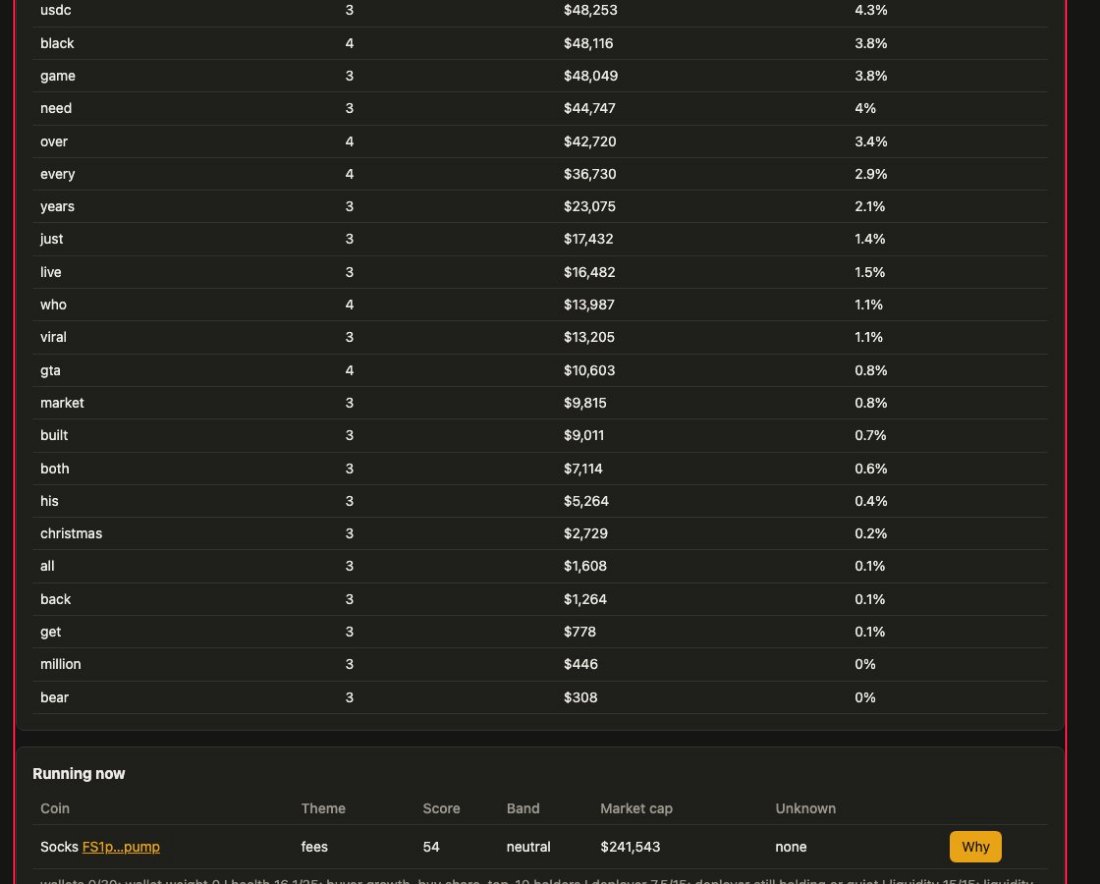 usdc 3 $48,253 4.3%
black 4 $48,116 3.8%
game 3 $48,049 3.8%
need 3 $44,747 4%
over 4 $42,720 3.4%
every 4 $36,730 2.9%
years 3 $23,075 2.1%
just 3 $17,432 1.4%
live 3 $16,482 1.5%
who 4 $13,987 1.1%
viral 3 $13,205 1.1%
gta 4 $10,603 0.8%
market 3 $9,815 0.8%
built 3 $9,011 0.7%
both 3 $7,114 0.6%
his 3 $5,264 0.4%
christmas 3 $2,729 0.2%
all 3 $1,608 0.1%
back 3 $1,264 0.1%
get 3 $778 0.1%
million 3 $446 0%
bear 3 $308 0%
Running now
Coin Theme Score Band Market cap Unknown
Socks FS1p...pump fees 54 neutral $241,543 none Why